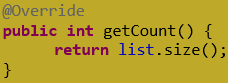 @Override
public int getCount() {
    return list.size();
}